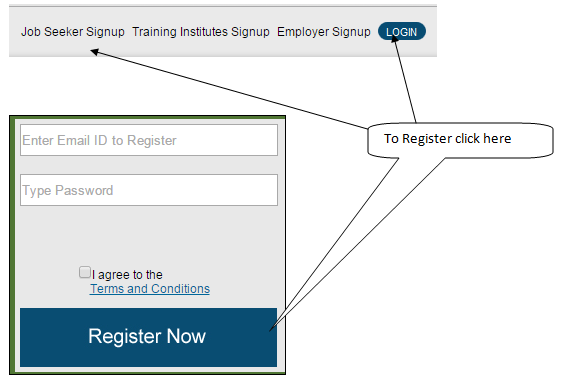 Job Seeker Signup Training Institutes Signup Employer Signup LOGIN
To Register click here
Enter Email ID to Register
Type Password
I agree to the
Terms and Conditions
Register Now